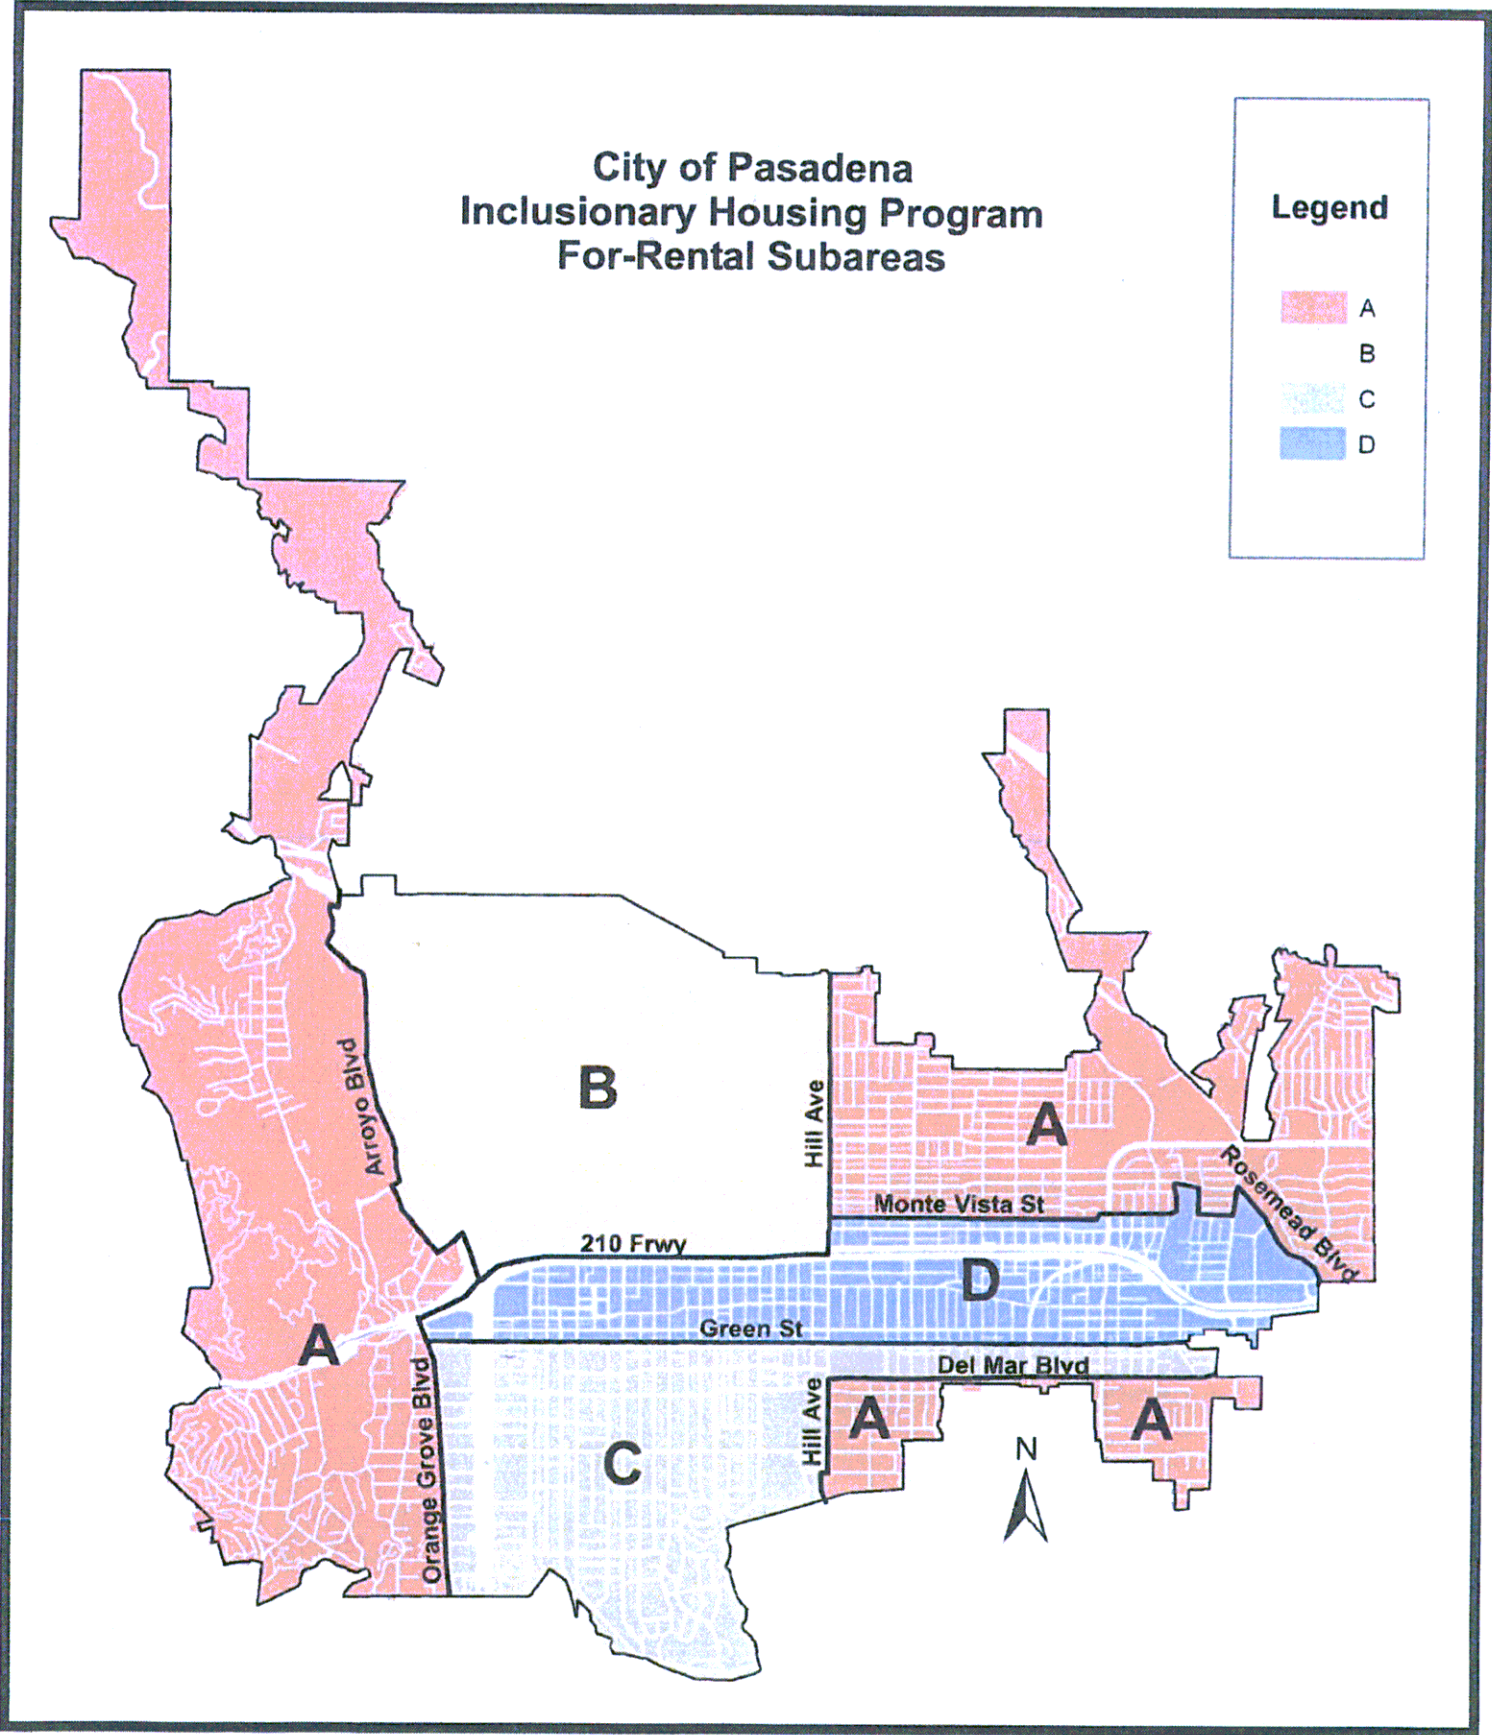 City of Pasadena
Inclusionary Housing Program
For-Rental Subareas
Legend
A
B
C
D
Arroyo Blvd
B
Hill Ave
A
Rosemead Blvd
Monte Vista St
210 Frwy
D
Green St
A
Del Mar Blvd
Orange Grove Blvd
Hill Ave
A
A
C
N